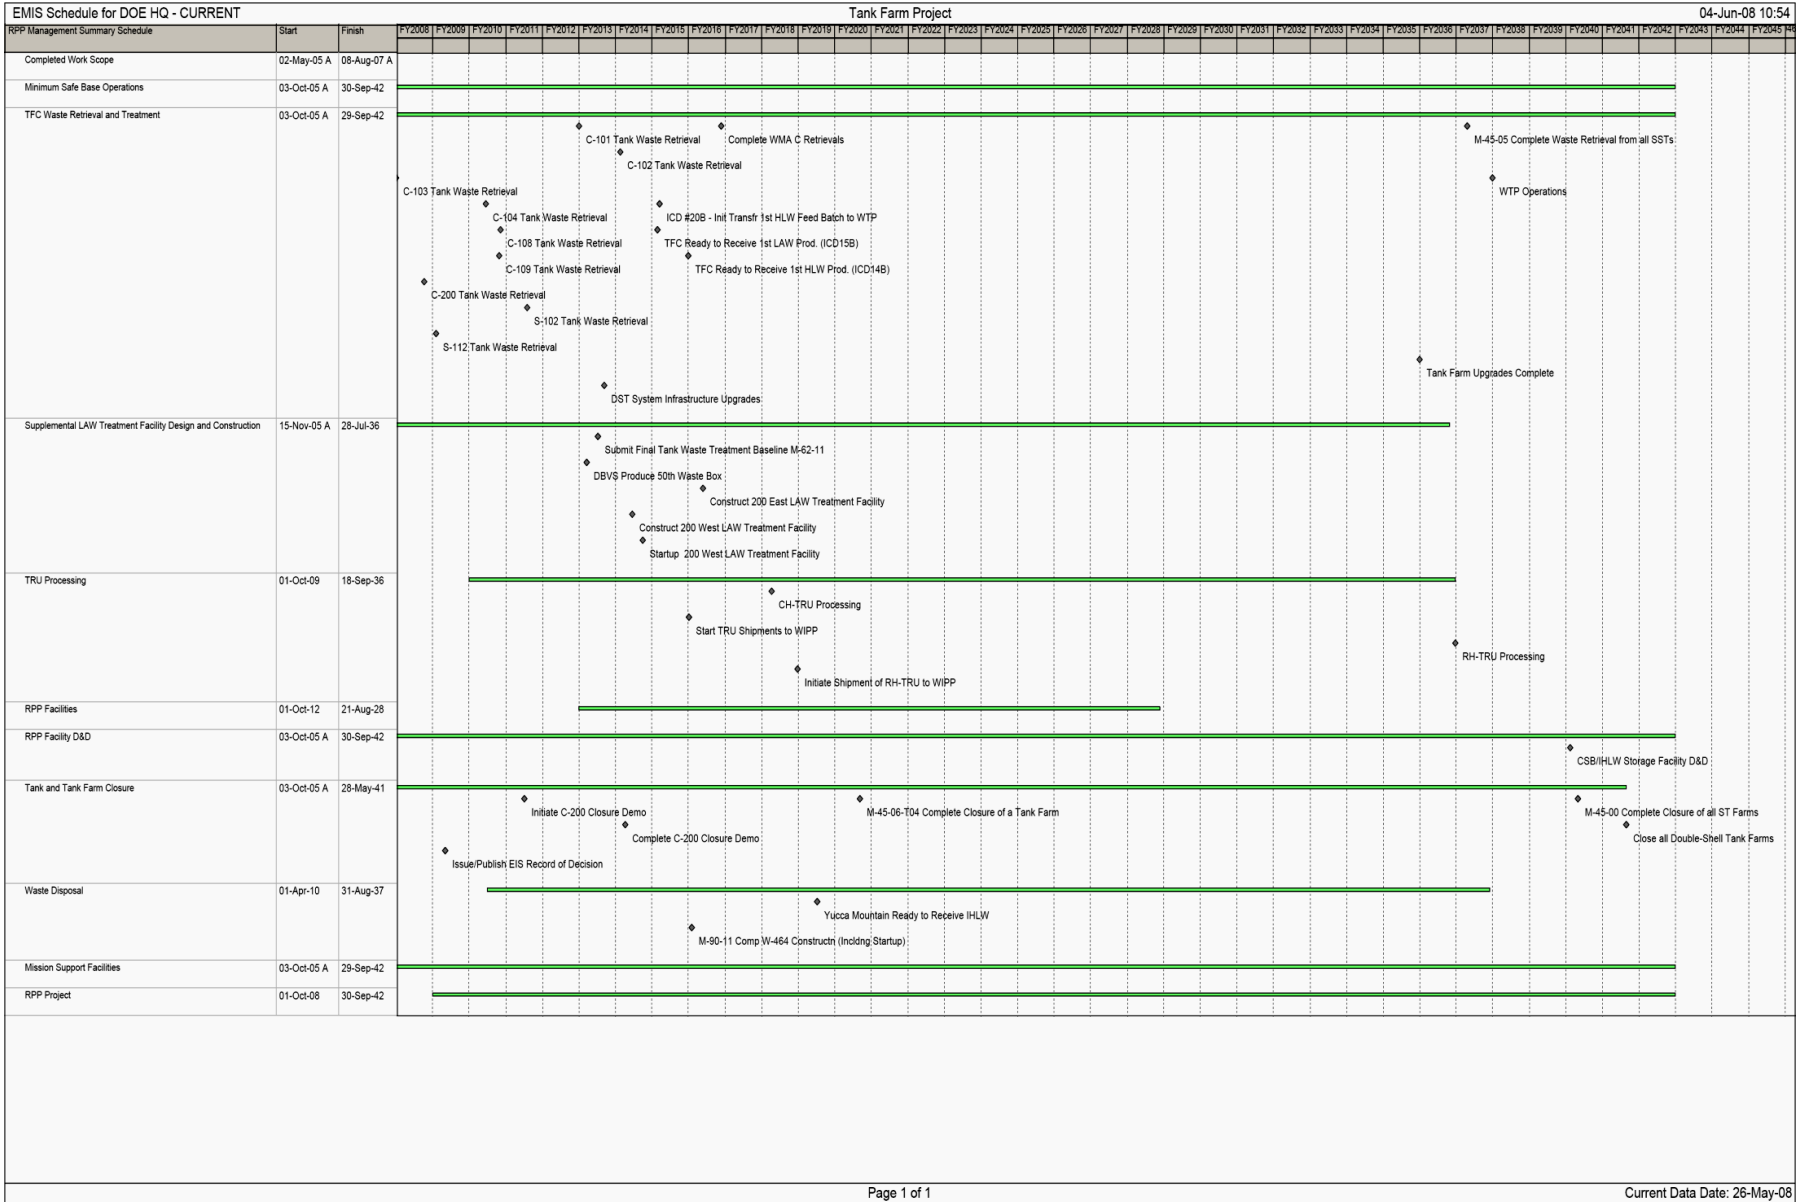 EMIS Schedule for DOE HQ - CURRENT Tank Farm Project 04-Jun-08 10:54
RPP Management Summary Schedule Start Finish FY2008 FY2009 FY2010 FY2011 FY2012 FY2013 FY2014 FY2015 FY2016 FY2017 FY2018 FY2019 FY2020 FY2021 FY2022 FY2023 FY2024 FY2025 FY2026 FY2027 FY2028 FY2029 FY2030 FY2031 FY2032 FY2033 FY2034 FY2035 FY2036 FY2037 FY2038 FY2039 FY2040 FY2041 FY2042 FY2043 FY2044 FY2045 46
Completed Work Scope 02-May-05 A 08-Aug-07 A
Minimum Safe Base Operations 03-Oct-05 A 30-Sep-42
TFC Waste Retrieval and Treatment 03-Oct-05 A 29-Sep-42
C-101 Tank Waste Retrieval Complete WMA C Retrievals M-45-05 Complete Waste Retrieval from all SSTs
C-102 Tank Waste Retrieval
C-103 Tank Waste Retrieval WTP Operations
C-104 Tank Waste Retrieval ICD #20B - Init Transfr 1st HLW Feed Batch to WTP
C-108 Tank Waste Retrieval TFC Ready to Receive 1st LAW Prod. (ICD15B)
C-109 Tank Waste Retrieval TFC Ready to Receive 1st HLW Prod. (ICD14B)
C-200 Tank Waste Retrieval
S-102 Tank Waste Retrieval
S-112 Tank Waste Retrieval
Tank Farm Upgrades Complete
DST System Infrastructure Upgrades
Supplemental LAW Treatment Facility Design and Construction 15-Nov-05 A 28-Jul-36
Submit Final Tank Waste Treatment Baseline M-62-11
DBVS Produce 50th Waste Box
Construct 200 East LAW Treatment Facility
Construct 200 West LAW Treatment Facility
Startup 200 West LAW Treatment Facility
TRU Processing 01-Oct-09 18-Sep-36
CH-TRU Processing
Start TRU Shipments to WIPP
RH-TRU Processing
Initiate Shipment of RH-TRU to WIPP
RPP Facilities 01-Oct-12 21-Aug-28
RPP Facility D&D 03-Oct-05 A 30-Sep-42
CSB/IHLW Storage Facility D&D
Tank and Tank Farm Closure 03-Oct-05 A 28-May-41
Initiate C-200 Closure Demo M-45-06-T04 Complete Closure of a Tank Farm M-45-00 Complete Closure of all ST Farms
Complete C-200 Closure Demo Close all Double-Shell Tank Farms
Issue/Publish EIS Record of Decision
Waste Disposal 01-Apr-10 31-Aug-37
Yucca Mountain Ready to Receive IHLW
M-90-11 Comp W-464 Constructn (Incldng Startup)
Mission Support Facilities 03-Oct-05 A 29-Sep-42
RPP Project 01-Oct-08 30-Sep-42
Page 1 of 1 Current Data Date: 26-May-08